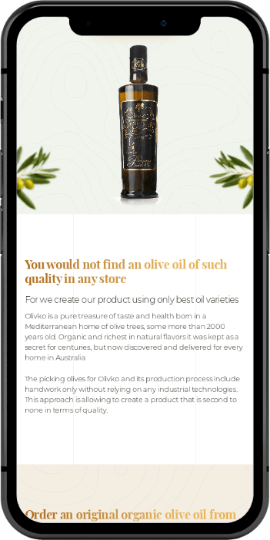 You would not find an olive oil of such
quality in any store
For we create our product using only best oil varieties
Olivko is a pure treasure of taste and health born in a
Mediterranean home of olive trees, some more than 2000
years old. Organic and richest in natural flavors it was kept as a
secret for centuries, but now discovered and delivered for every
home in Australia
The picking olives for Olivko and its production process include
handwork only without relying on any industrial technologies.
This approach is allowing to create a product that is second to
none in terms of quality.
Order an original organic olive oil from